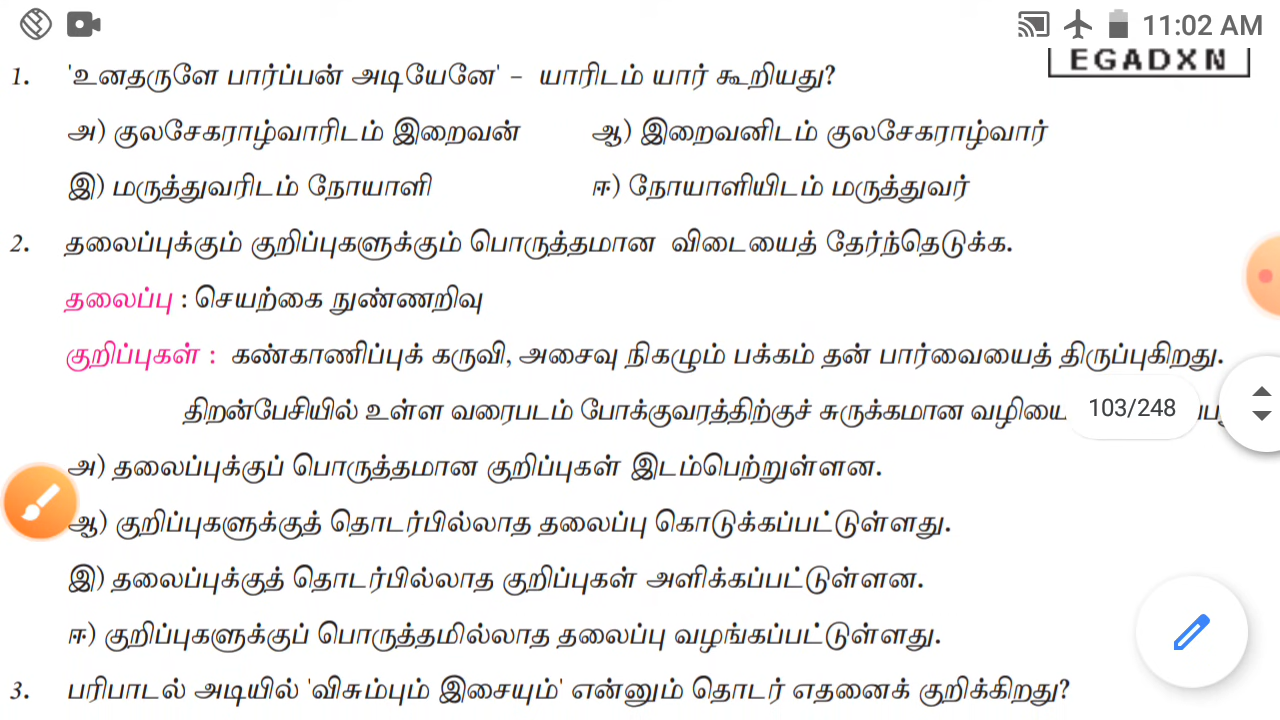 11:02 AM
EGADXN
1. 'உனதருளே பார்ப்பன் அடியேனே' – யாரிடம் யார் கூறியது?
அ) குலசேகராழ்வாரிடம் இறைவன் ஆ) இறைவனிடம் குலசேகராழ்வார்
இ) மருத்துவரிடம் நோயாளி ஈ) நோயாளியிடம் மருத்துவர்
2. தலைப்புக்கும் குறிப்புகளுக்கும் பொருத்தமான விடையைத் தேர்ந்தெடுக்க.
தலைப்பு : செயற்கை நுண்ணறிவு
குறிப்புகள் : கண்காணிப்புக் கருவி, அசைவு நிகழும் பக்கம் தன் பார்வையைத் திருப்புகிறது.
திறன்பேசியில் உள்ள வரைபடம் போக்குவரத்திற்குச் சுருக்கமான வழியை
103/248
அ) தலைப்புக்குப் பொருத்தமான குறிப்புகள் இடம்பெற்றுள்ளன.
ஆ) குறிப்புகளுக்குத் தொடர்பில்லாத தலைப்பு கொடுக்கப்பட்டுள்ளது.
இ) தலைப்புக்குத் தொடர்பில்லாத குறிப்புகள் அளிக்கப்பட்டுள்ளன.
ஈ) குறிப்புகளுக்குப் பொருத்தமில்லாத தலைப்பு வழங்கப்பட்டுள்ளது.
3. பரிபாடல் அடியில் 'விசும்பும் இசையும்' என்னும் தொடர் எதனைக் குறிக்கிறது?